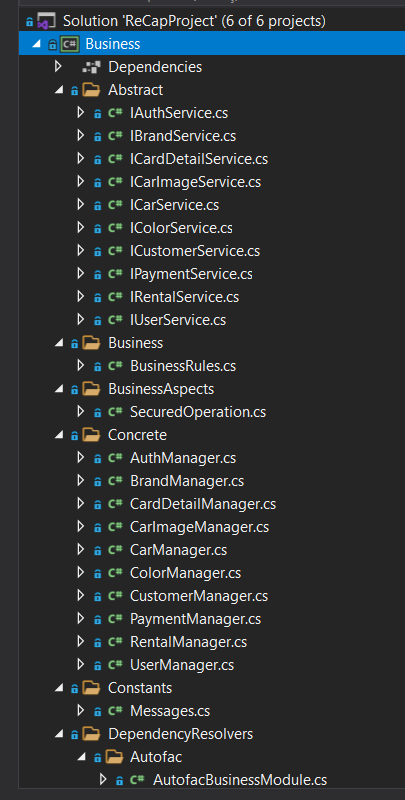 Solution 'ReCapProject' (6 of 6 projects)
C# Business
Dependencies
Abstract
C# IAuthService.cs
C# IBrandService.cs
C# ICardDetailService.cs
C# ICarImageService.cs
C# ICarService.cs
C# IColorService.cs
C# ICustomerService.cs
C# IPaymentService.cs
C# IRentalService.cs
C# IUserService.cs
Business
C# BusinessRules.cs
BusinessAspects
C# SecuredOperation.cs
Concrete
C# AuthManager.cs
C# BrandManager.cs
C# CardDetailManager.cs
C# CarImageManager.cs
C# CarManager.cs
C# ColorManager.cs
C# CustomerManager.cs
C# PaymentManager.cs
C# RentalManager.cs
C# UserManager.cs
Constants
C# Messages.cs
DependencyResolvers
Autofac
C# AutofacBusinessModule.cs